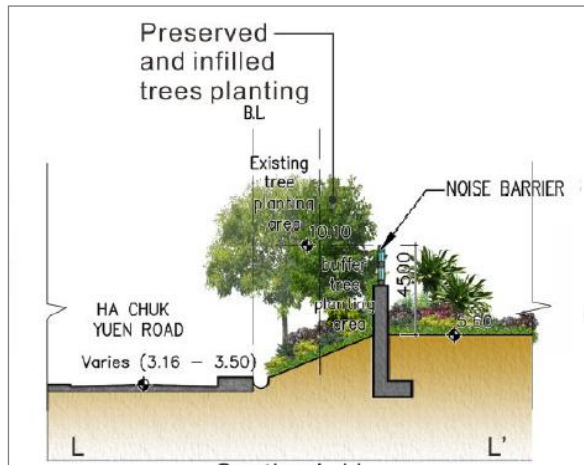 Preserved
and infilled
trees planting
B.L.
Existing
tree
planting
area
10.10
NOISE BARRIER
buffer
tree
planting
area
4500
5.60
HA CHUK
YUEN ROAD
Varies (3.16 - 3.50)
L
L'